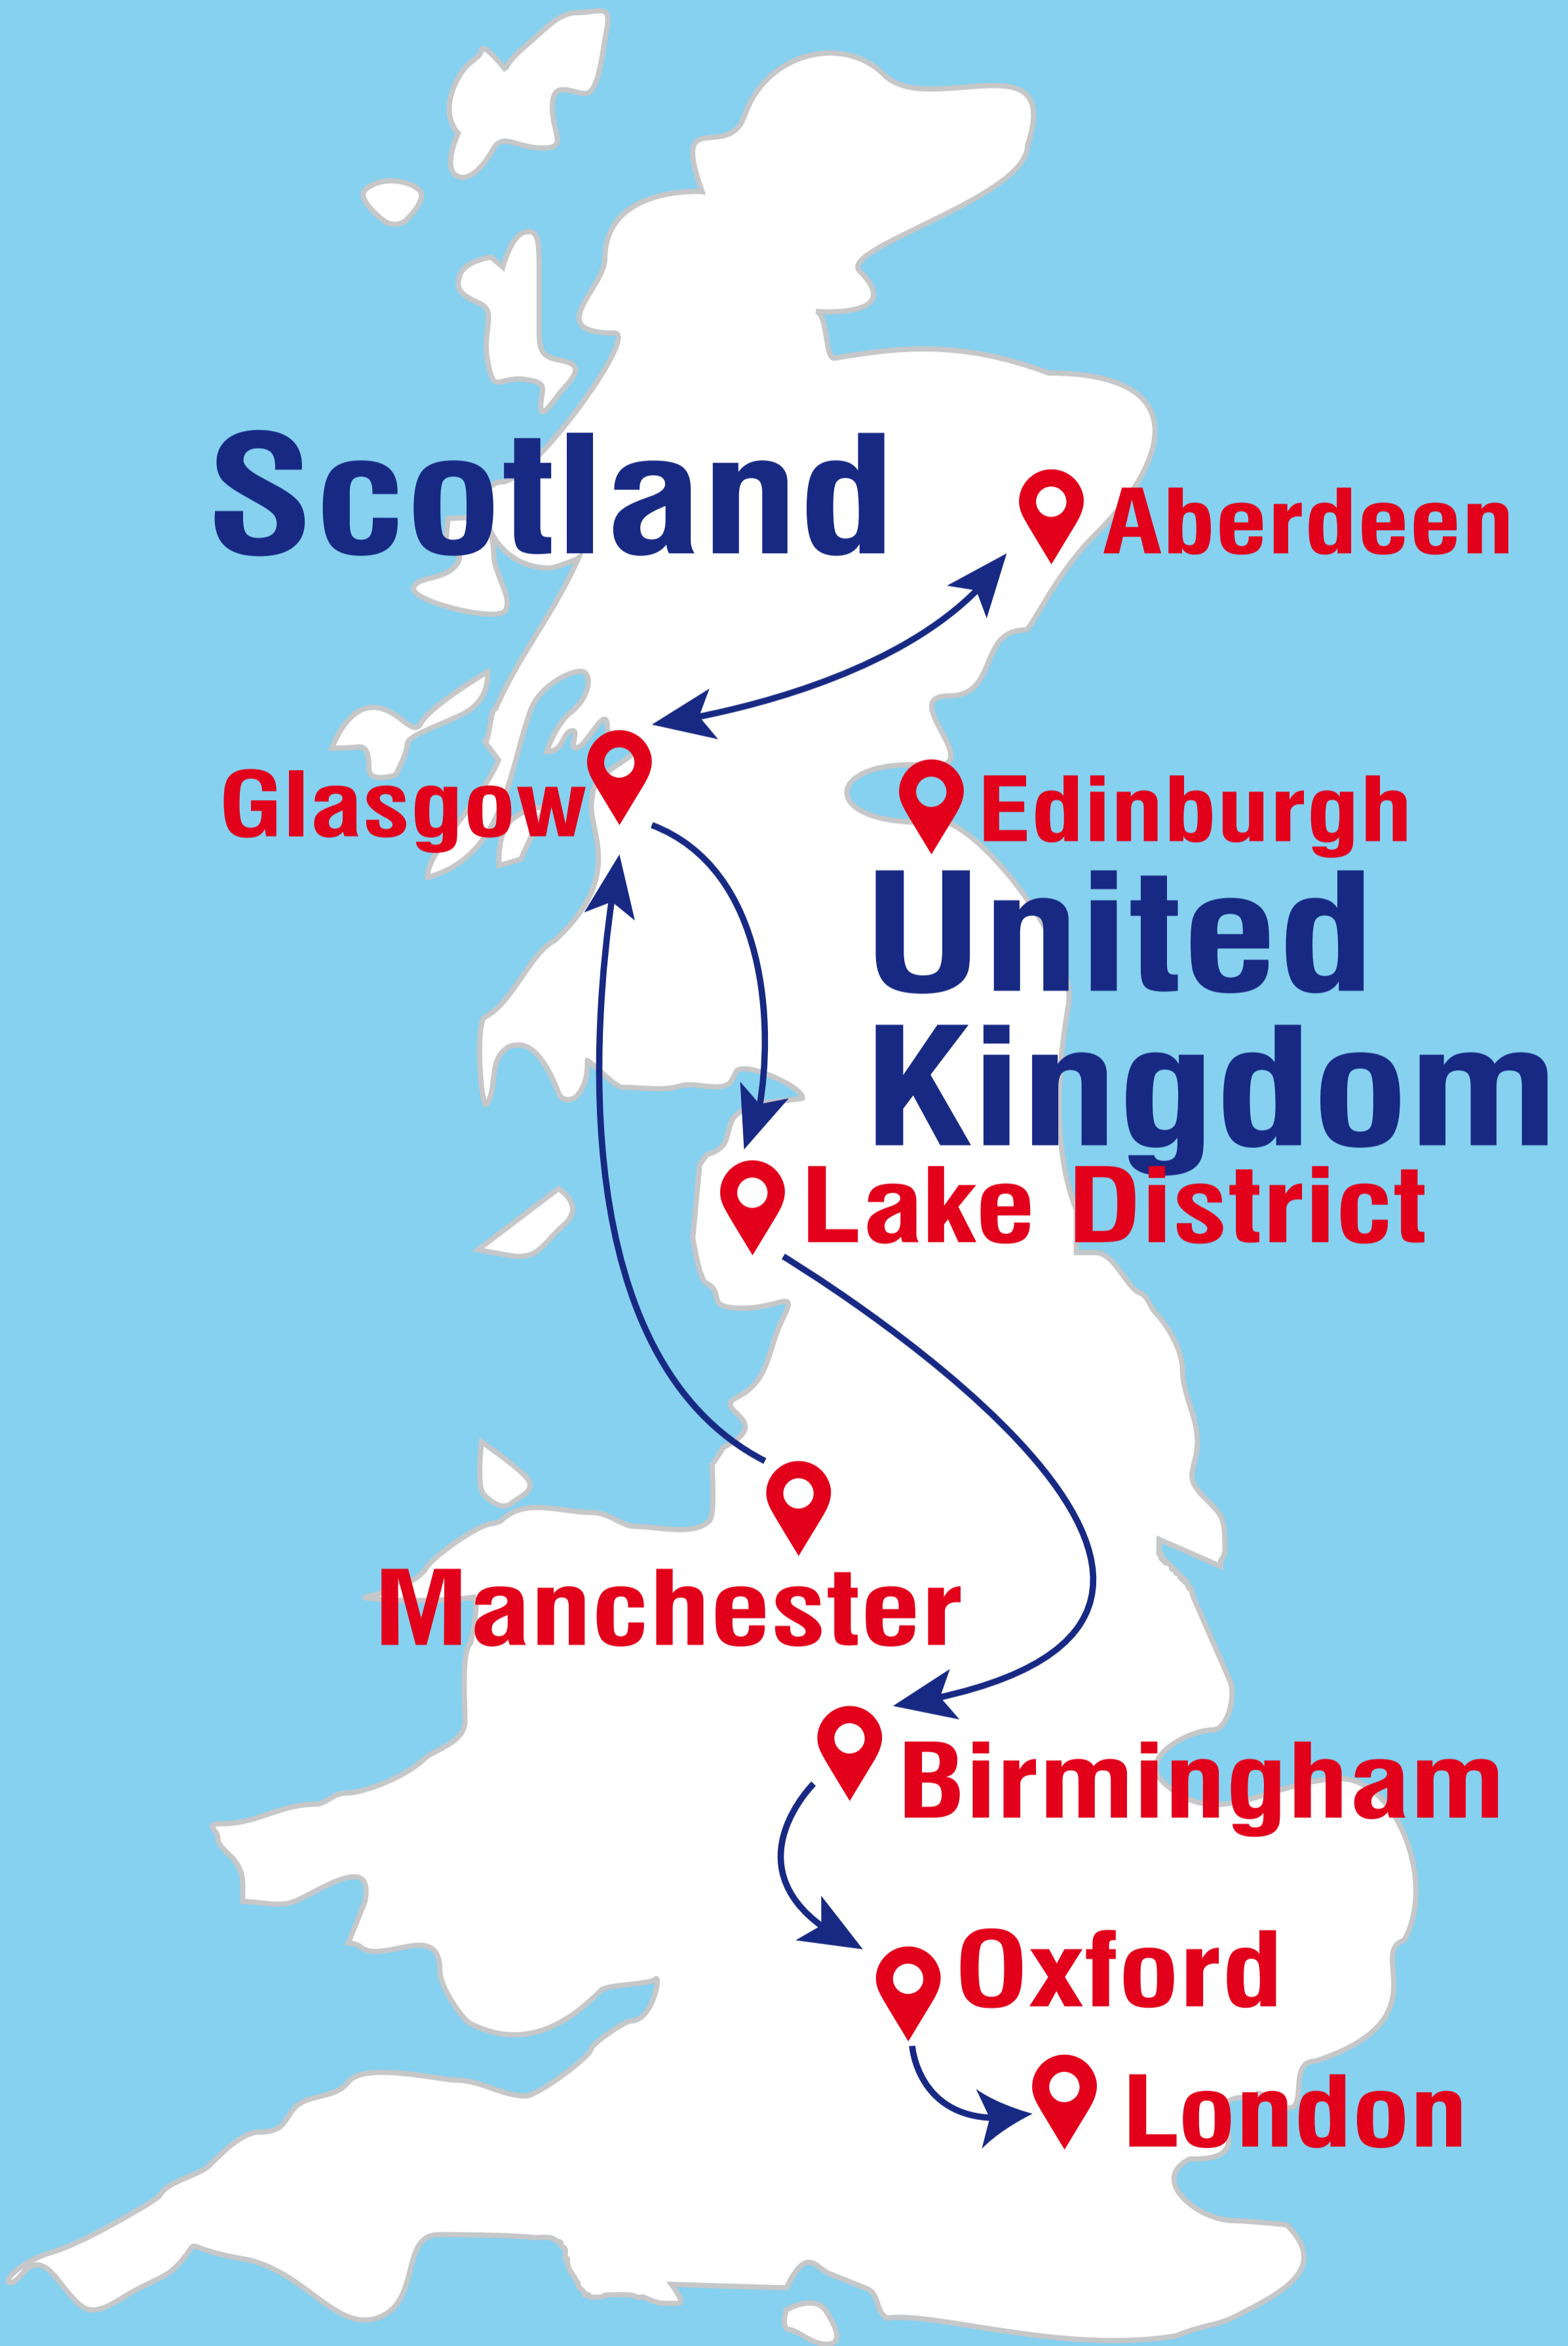 Scotland
Aberdeen
Glasgow
Edinburgh
United
Kingdom
Lake District
Manchester
Birmingham
Oxford
London